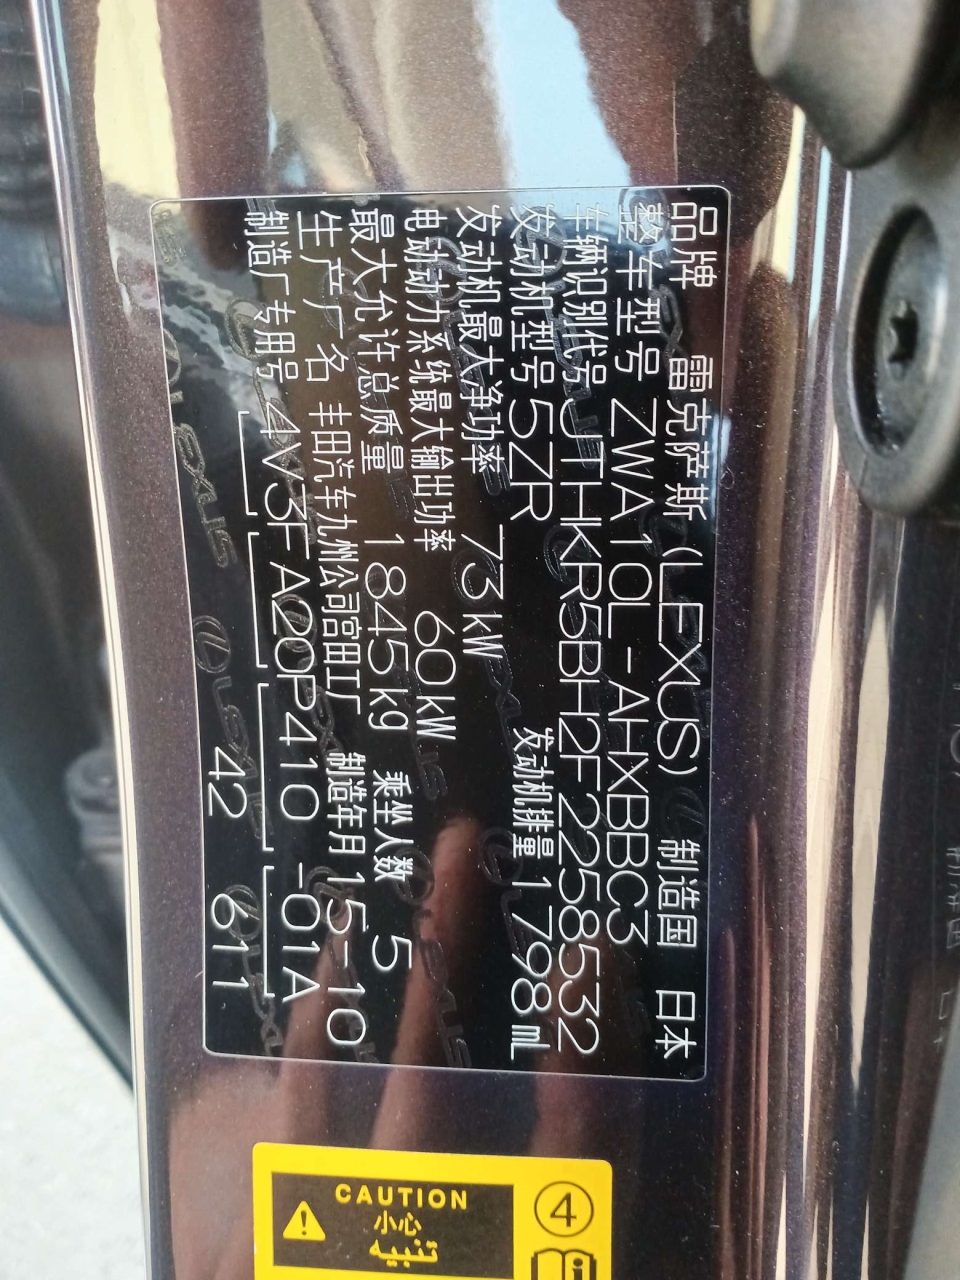 品牌 雷克萨斯 (LEXUS) 制造国 日本
整车型号 ZWA10L-AHXBBC3
车辆识别代号 JTHKR5BH2F2258532
发动机型号 5ZR 发动机排量 1798mL
发动机最大净功率 73kW
电动动力系统最大输出功率 60kW
最大允许总质量 1845kg 乘坐人数 5
生产厂名 丰田汽车九州公司宫田工厂 制造年月 15-10
制造厂专用号 4V3F A20P410 -01A
42 611
CAUTION
小心
تنبيه
4